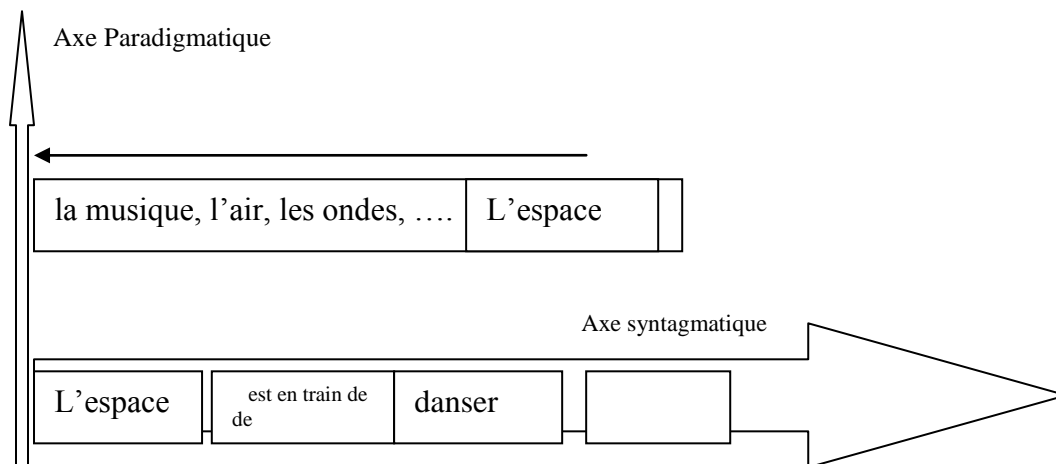 Axe Paradigmatique
la musique, l’air, les ondes, ….
L’espace
Axe syntagmatique
L’espace
est en train de
de
danser